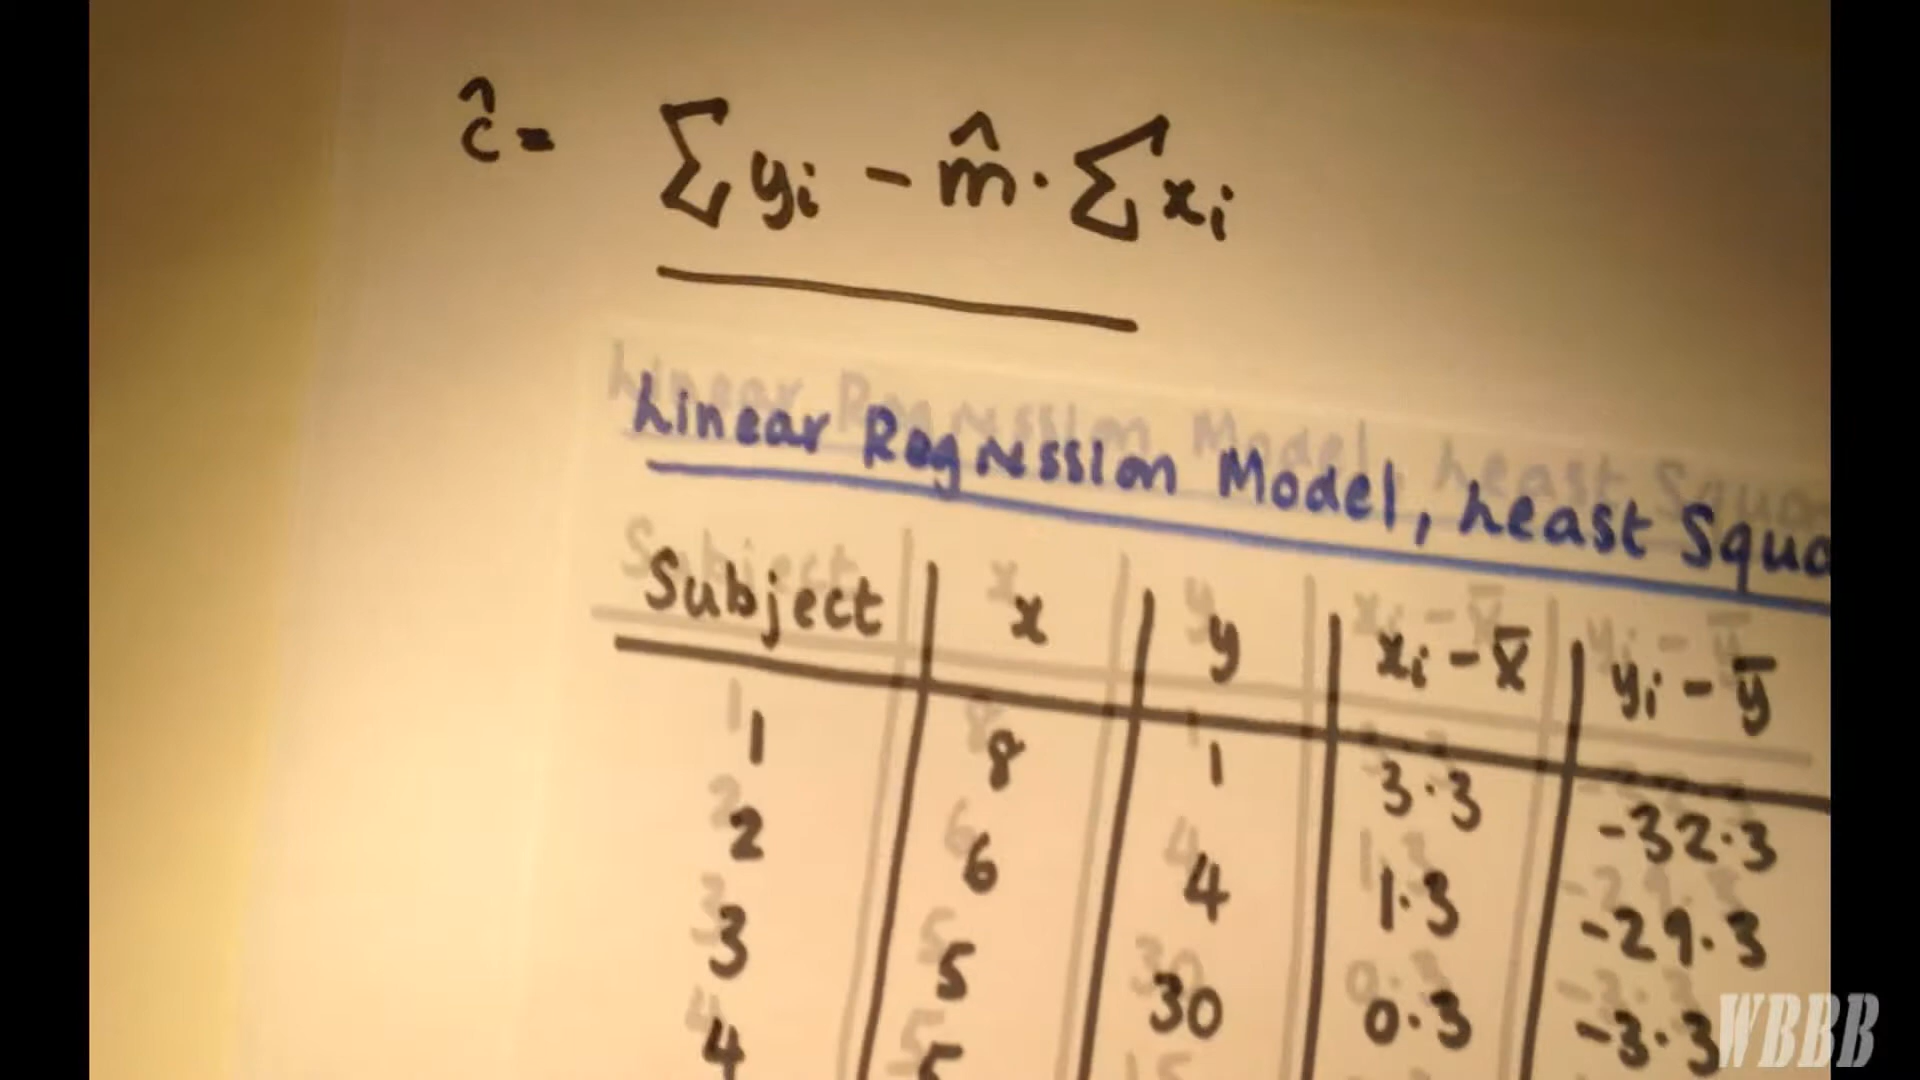 ĉ = ∑yi - m̂ · ∑xi
Linear Regression Model, Least
Subject x y xi - x̄ yi - ȳ
1 8 1 3.3 -32.3
2 6 4 1.3 -29.3
3 5 30 0.3 -3.3
4 5
WBBB